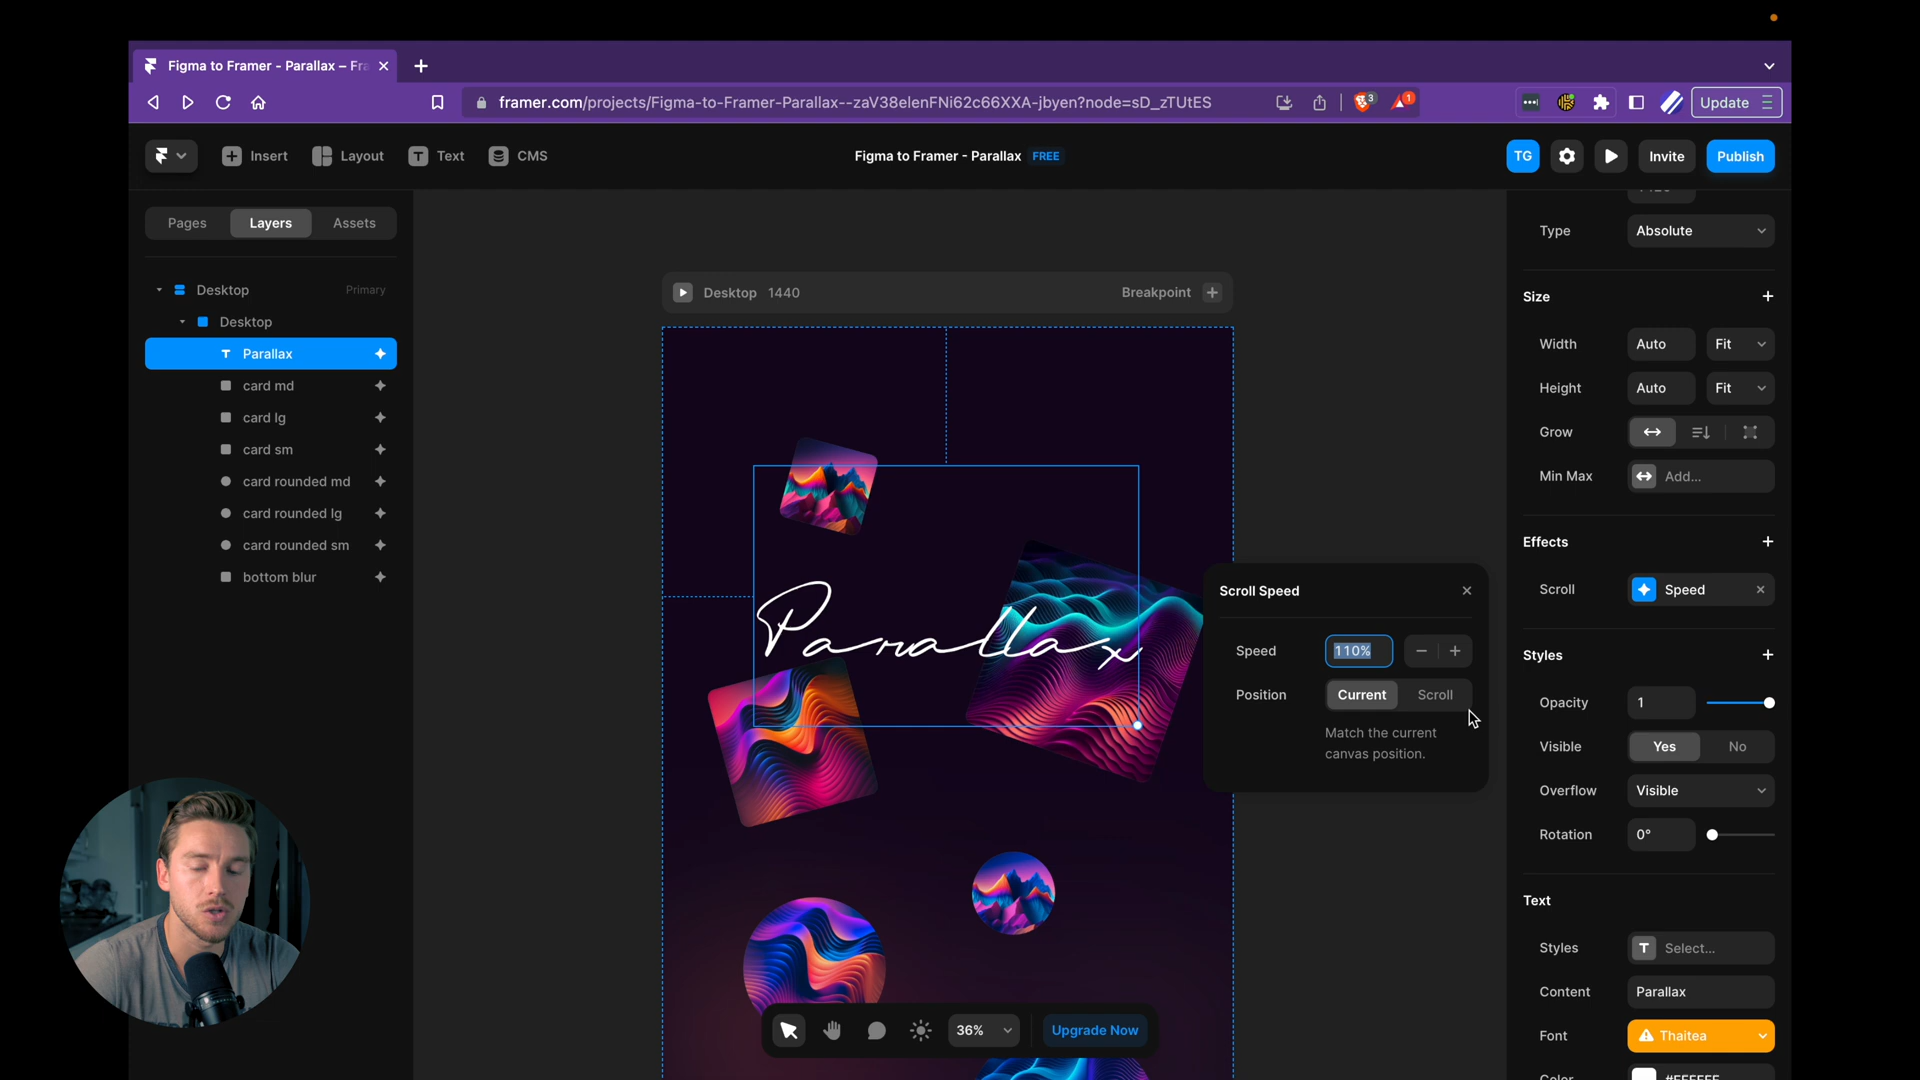 Figma to Framer - Parallax – Fra
framer.com/projects/Figma-to-Framer-Parallax--zaV38elenFNi62c66XXA-jbyen?node=sD_zTUtES
3
1
Update
Insert
Layout
Text
CMS
Figma to Framer - Parallax FREE
TG
Invite
Publish
Pages
Layers
Assets
Type
Absolute
Desktop
Primary
Desktop
Parallax
card md
card lg
card sm
card rounded md
card rounded lg
card rounded sm
bottom blur
Desktop 1440
Breakpoint
Parallax
Scroll Speed
Speed
110%
Position
Current
Scroll
Match the current
canvas position.
36%
Upgrade Now
Size
Width
Auto
Fit
Height
Auto
Fit
Grow
Min Max
Add...
Effects
Scroll
Speed
Styles
Opacity
1
Visible
Yes
No
Overflow
Visible
Rotation
0°
Text
Styles
Select...
Content
Parallax
Font
Thaitea
Color
#FFFFFF